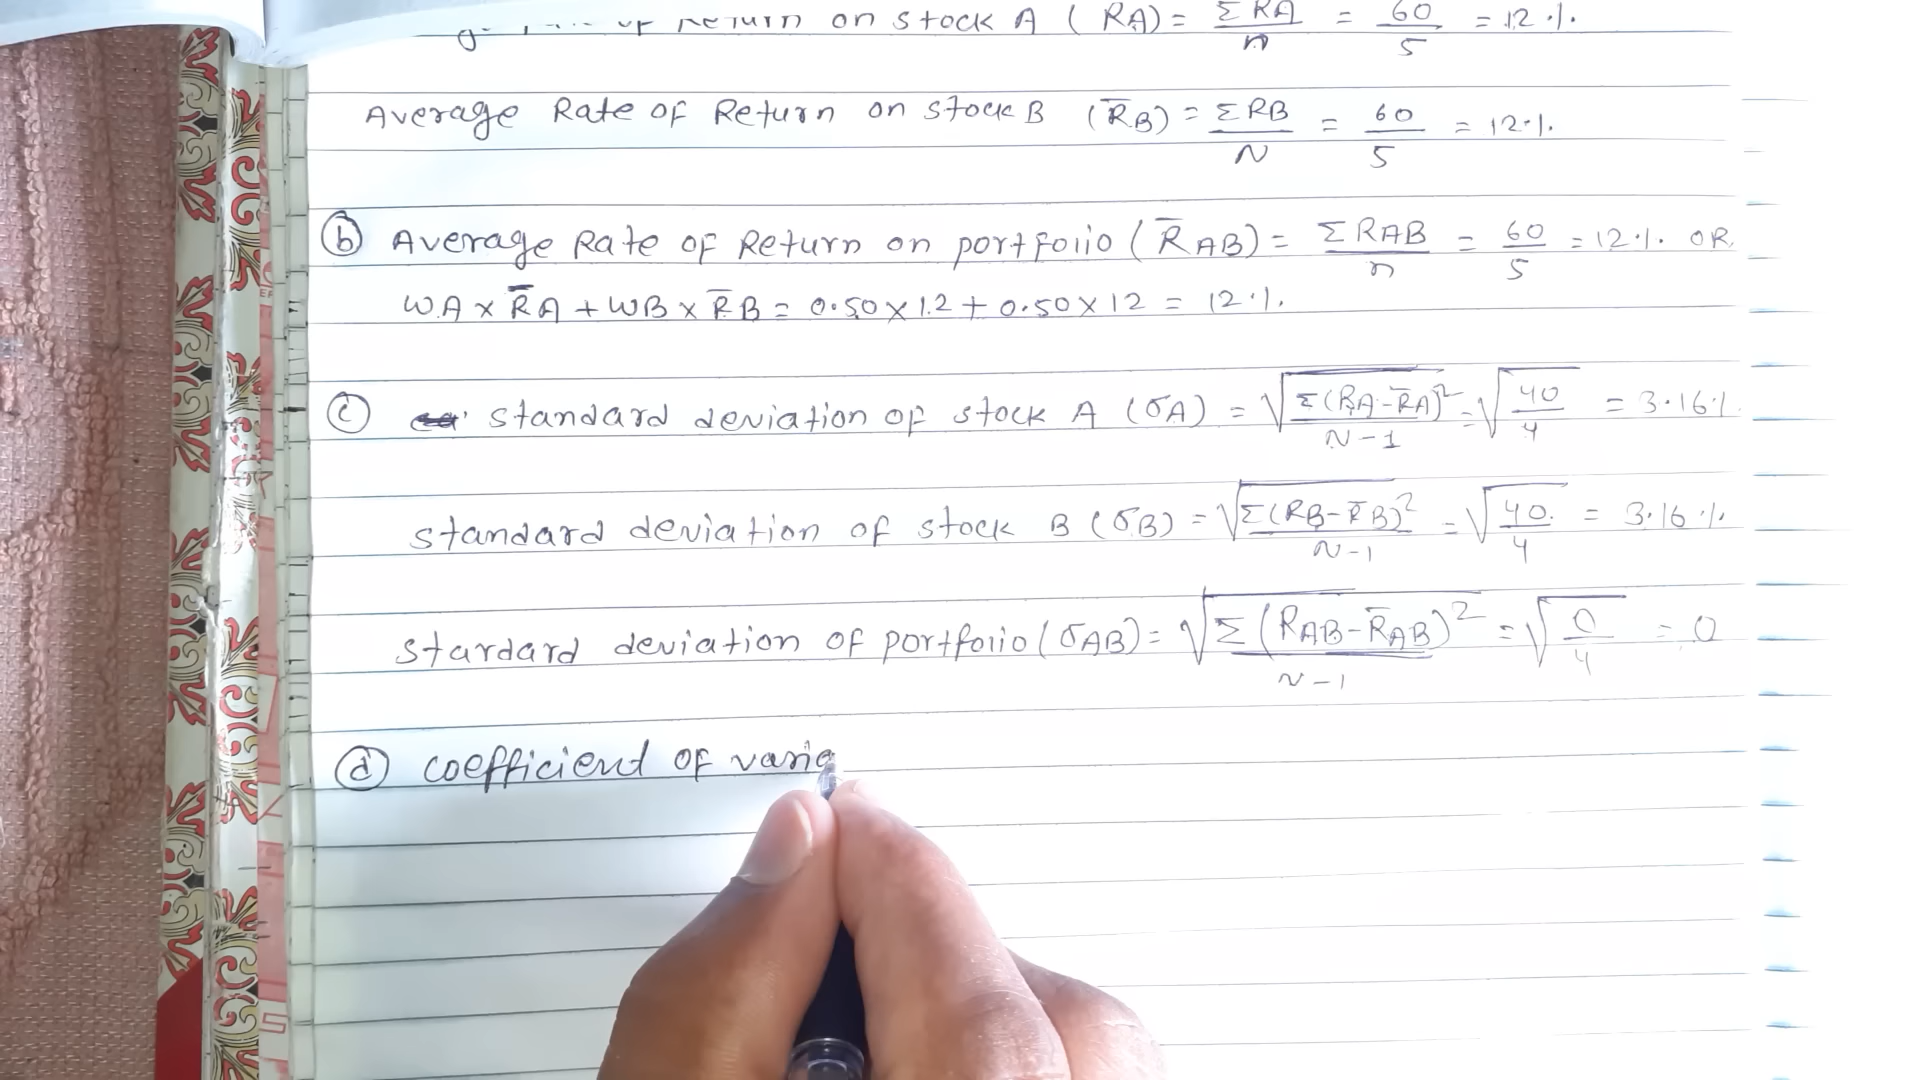 return on stock A (RA) = ΣRA/n = 60/5 = 12%.
Average Rate of Return on stock B (R̅B) = ΣRB/N = 60/5 = 12%.
(b) Average Rate of Return on portfolio (R̅AB) = ΣRAB/n = 60/5 = 12%. OR,
WA × R̅A + WB × R̅B = 0.50 × 12 + 0.50 × 12 = 12%.
(c) standard deviation of stock A (σA) = √(Σ(RA-R̅A)²/N-1) = √(40/4) = 3.16%
standard deviation of stock B (σB) = √(Σ(RB-R̅B)²/N-1) = √(40/4) = 3.16%.
stardard deviation of portfolio (σAB) = √(Σ(RAB-R̅AB)²/N-1) = √(0/4) = 0
(d) coefficient of varia